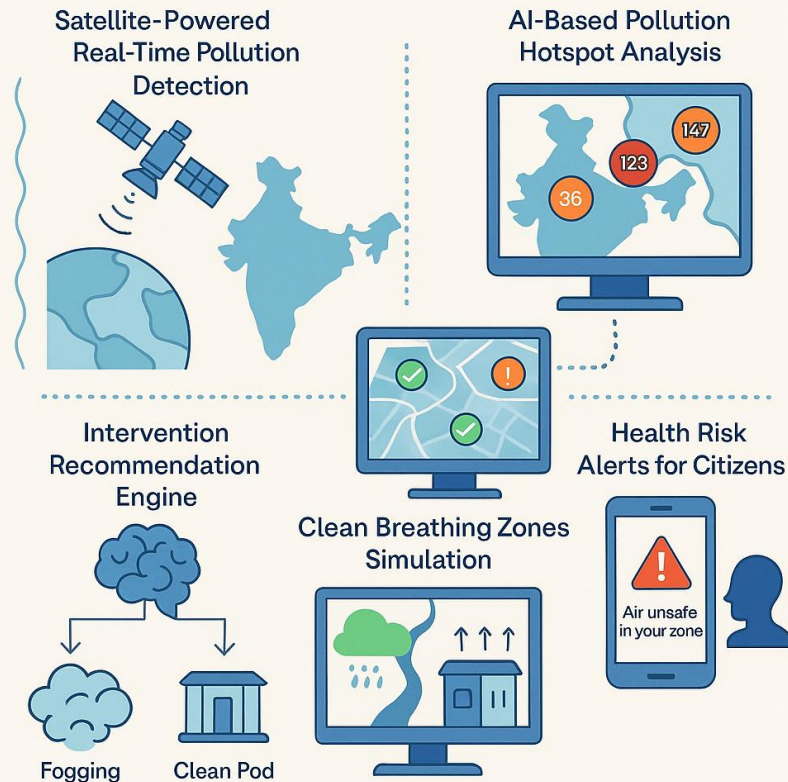 Satellite-Powered
Real-Time Pollution
Detection
AI-Based Pollution
Hotspot Analysis
147
123
36
!
Intervention
Recommendation
Engine
Fogging
Clean Pod
Clean Breathing Zones
Simulation
Health Risk
Alerts for Citizens
!
Air unsafe
in your zone